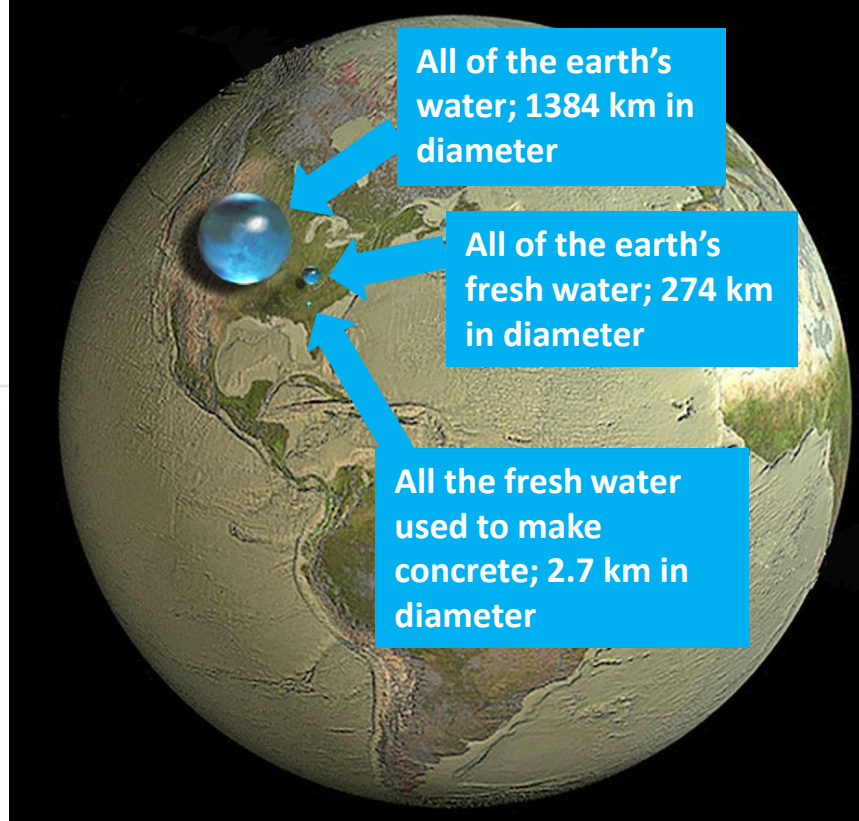 All of the earth’s
water; 1384 km in
diameter
All of the earth’s
fresh water; 274 km
in diameter
All the fresh water
used to make
concrete; 2.7 km in
diameter